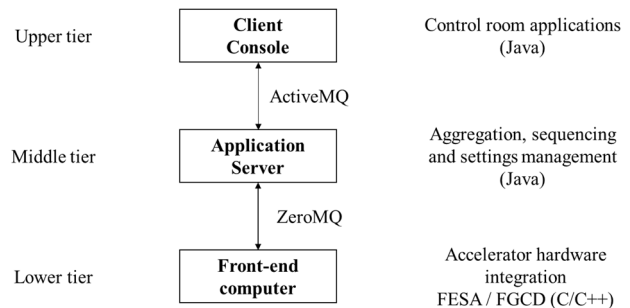 Upper tier
Client
Console
Control room applications
(Java)
ActiveMQ
Middle tier
Application
Server
Aggregation, sequencing
and settings management
(Java)
ZeroMQ
Lower tier
Front-end
computer
Accelerator hardware
integration
FESA / FGCD (C/C++)